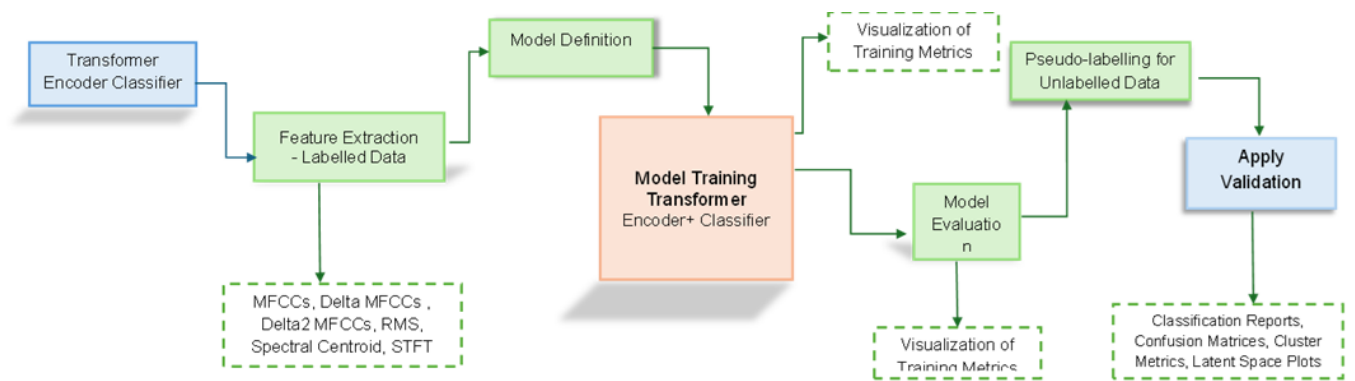 Transformer
Encoder Classifier
Feature Extraction
- Labelled Data
MFCCs, Delta MFCCs ,
Delta2 MFCCs, RMS,
Spectral Centroid, STFT
Model Definition
Model Training
Transformer
Encoder+ Classifier
Visualization of
Training Metrics
Model
Evaluatio
n
Visualization of
Training Metrics
Pseudo-labelling for
Unlabelled Data
Apply
Validation
Classification Reports,
Confusion Matrices, Cluster
Metrics, Latent Space Plots